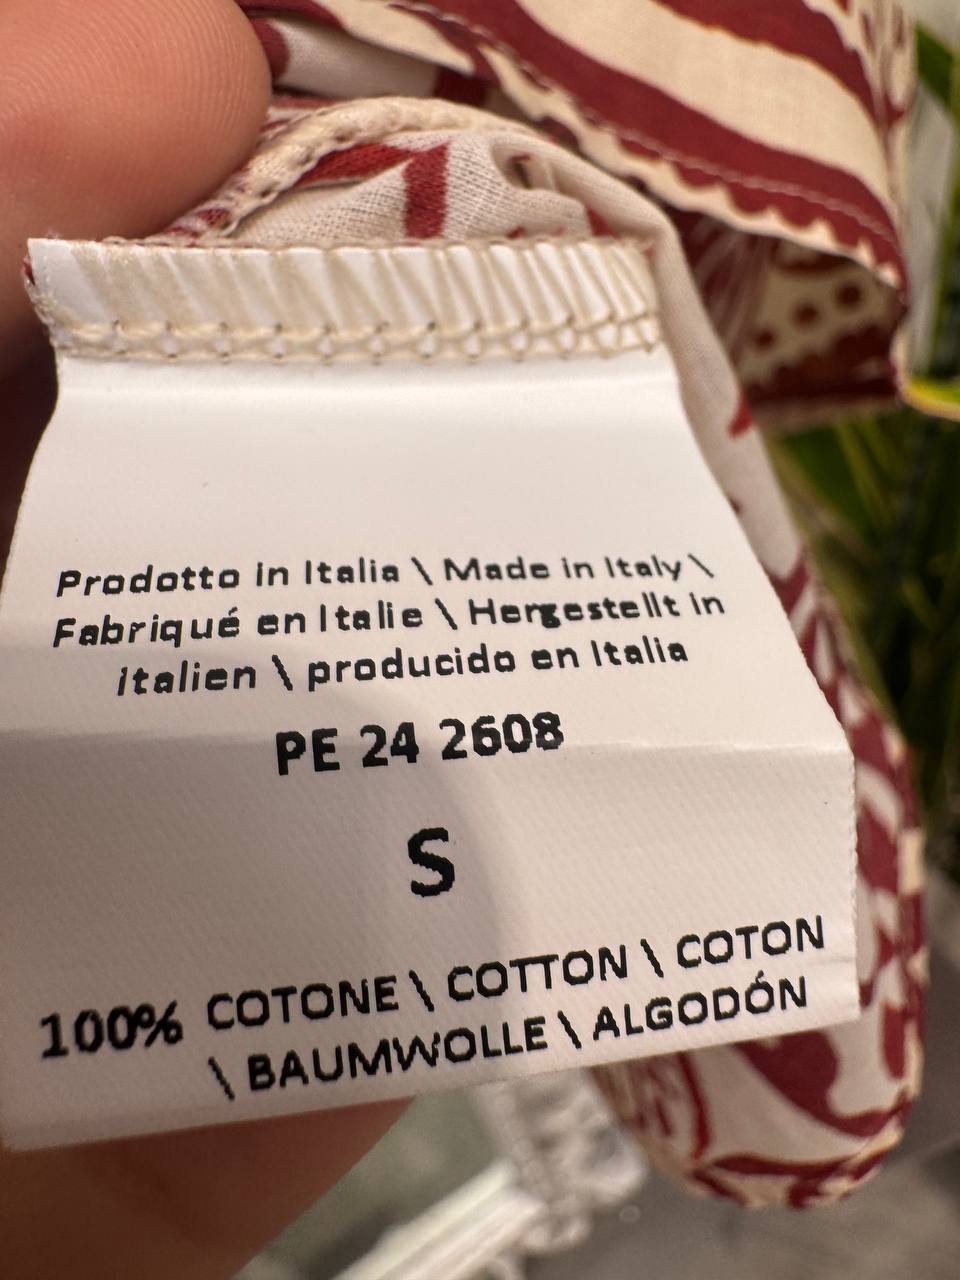 Prodotto in Italia \ Made in Italy \
Fabriqué en Italie \ Hergestellt in
italien \ producido en Italia
PE 24 2608
S
100% COTONE \ COTTON \ COTON
\ BAUMWOLLE \ ALGODÓN